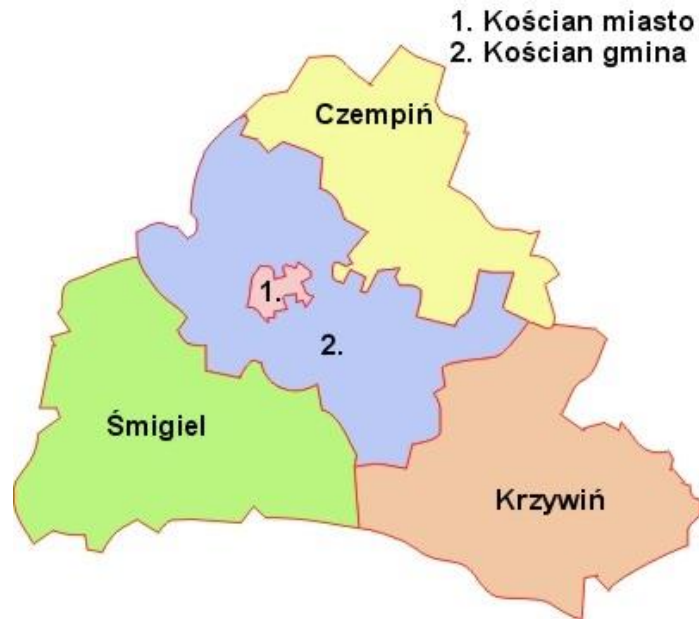 1. Kościan miasto
2. Kościan gmina
Czempiń
1.
2.
Śmigiel
Krzywiń